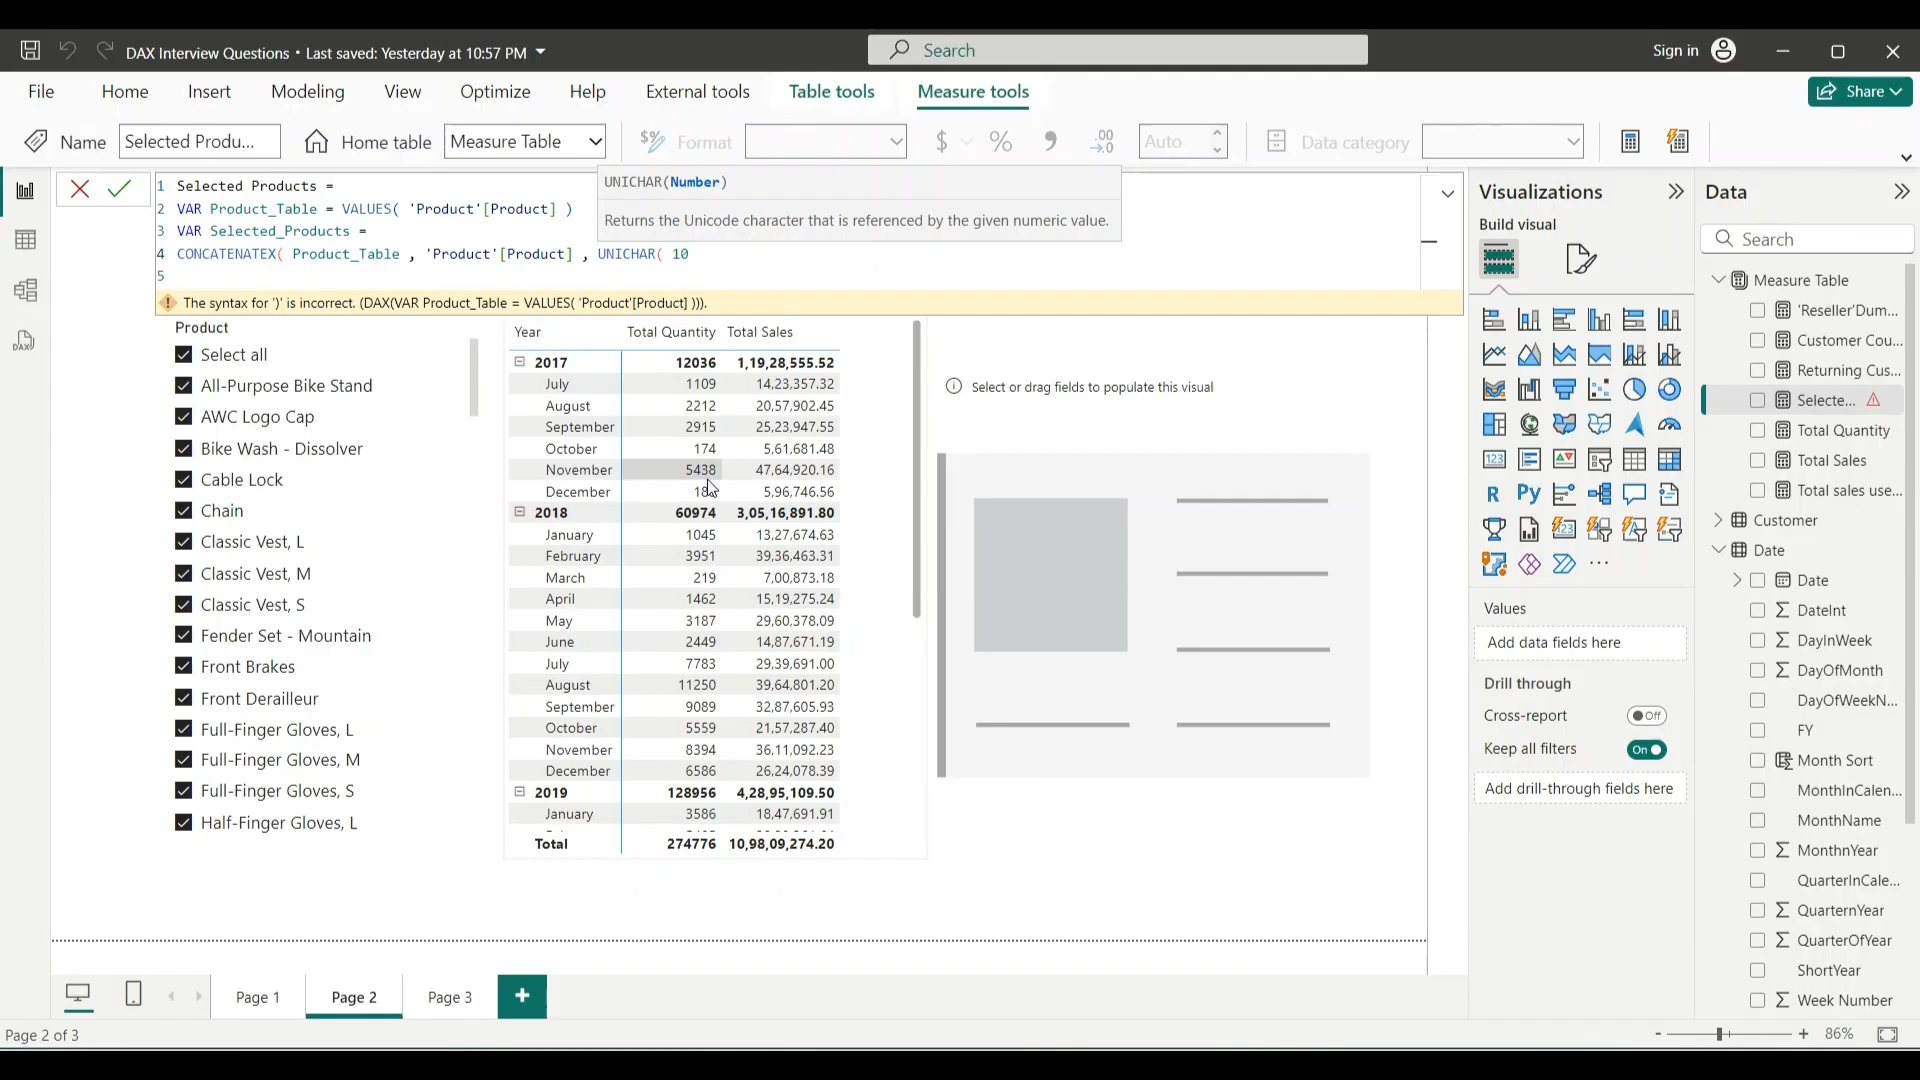 DAX Interview Questions • Last saved: Yesterday at 10:57 PM
Search
Sign in
File Home Insert Modeling View Optimize Help External tools Table tools Measure tools
Share
Name Selected Produ... Home table Measure Table Format $ % .00 Auto Data category
UNICHAR(Number)
Returns the Unicode character that is referenced by the given numeric value.
1 Selected Products =
2 VAR Product_Table = VALUES( 'Product'[Product] )
3 VAR Selected_Products =
4 CONCATENATEX( Product_Table , 'Product'[Product] , UNICHAR( 10
5
The syntax for ')' is incorrect. (DAX(VAR Product_Table = VALUES( 'Product'[Product] ))).
Product
Select all
All-Purpose Bike Stand
AWC Logo Cap
Bike Wash - Dissolver
Cable Lock
Chain
Classic Vest, L
Classic Vest, M
Classic Vest, S
Fender Set - Mountain
Front Brakes
Front Derailleur
Full-Finger Gloves, L
Full-Finger Gloves, M
Full-Finger Gloves, S
Half-Finger Gloves, L
Year Total Quantity Total Sales
2017 12036 1,19,28,555.52
July 1109 14,23,357.32
August 2212 20,57,902.45
September 2915 25,23,947.55
October 174 5,61,681.48
November 5438 47,64,920.16
December 5,96,746.56
2018 60974 3,05,16,891.80
January 1045 13,27,674.63
February 3951 39,36,463.31
March 219 7,00,873.18
April 1462 15,19,275.24
May 3187 29,60,378.09
June 2449 14,87,671.19
July 7783 29,39,691.00
August 11250 39,64,801.20
September 9089 32,87,605.93
October 5559 21,57,287.40
November 8394 36,11,092.23
December 6586 26,24,078.39
2019 128956 4,28,95,109.50
January 3586 18,47,691.91
Total 274776 10,98,09,274.20
Select or drag fields to populate this visual
Visualizations
Build visual
123
R Py
123
Values
Add data fields here
Drill through
Cross-report Off
Keep all filters On
Add drill-through fields here
Data
Search
Measure Table
'Reseller'Dum...
Customer Cou...
Returning Cus...
Selecte...
Total Quantity
Total Sales
Total sales use...
Customer
Date
Date
DateInt
DayInWeek
DayOfMonth
DayOfWeekN...
FY
Month Sort
MonthInCalen...
MonthName
MonthnYear
QuarterInCale...
QuarternYear
QuarterOfYear
ShortYear
Week Number
DAX
Page 1 Page 2 Page 3 +
Page 2 of 3
- + 86%